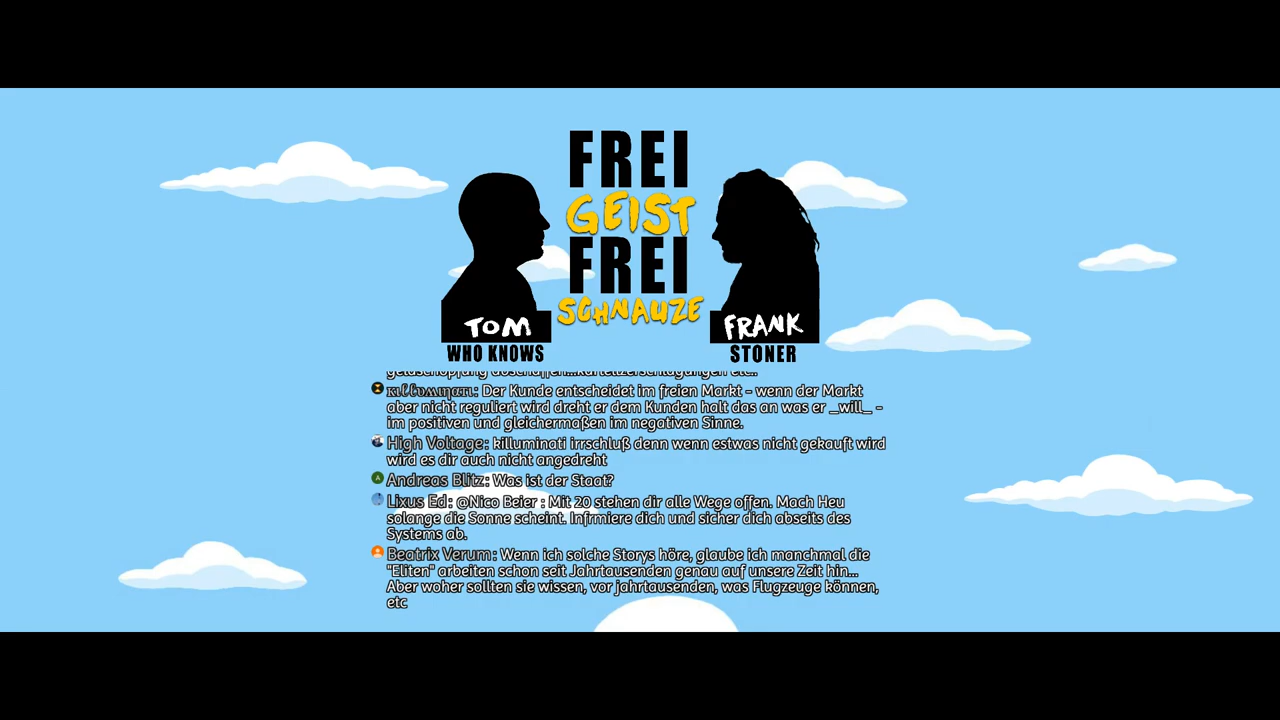 FREI
GEIST
FREI
SCHNAUZE
TOM
WHO KNOWS
FRANK
STONER
killuminati: Der Kunde entscheidet im freien Markt - wenn der Markt
aber nicht reguliert wird dreht er dem Kunden halt das an was er _will_ -
im positiven und gleichermaßen im negativen Sinne.
High Voltage: killuminati irrschluß denn wenn estwas nicht gekauft wird
wird es dir auch nicht angedreht
Andreas Blitz: Was ist der Staat?
Lixus Ed: @Nico Beier : Mit 20 stehen dir alle Wege offen. Mach Heu
solange die Sonne scheint. Infrmiere dich und sicher dich abseits des
Systems ab.
Beatrix Verum: Wenn ich solche Storys höre, glaube ich manchmal die
"Eliten" arbeiten schon seit Jahrtausenden genau auf unsere Zeit hin...
Aber woher sollten sie wissen, vor jahrtausenden, was Flugzeuge können,
etc